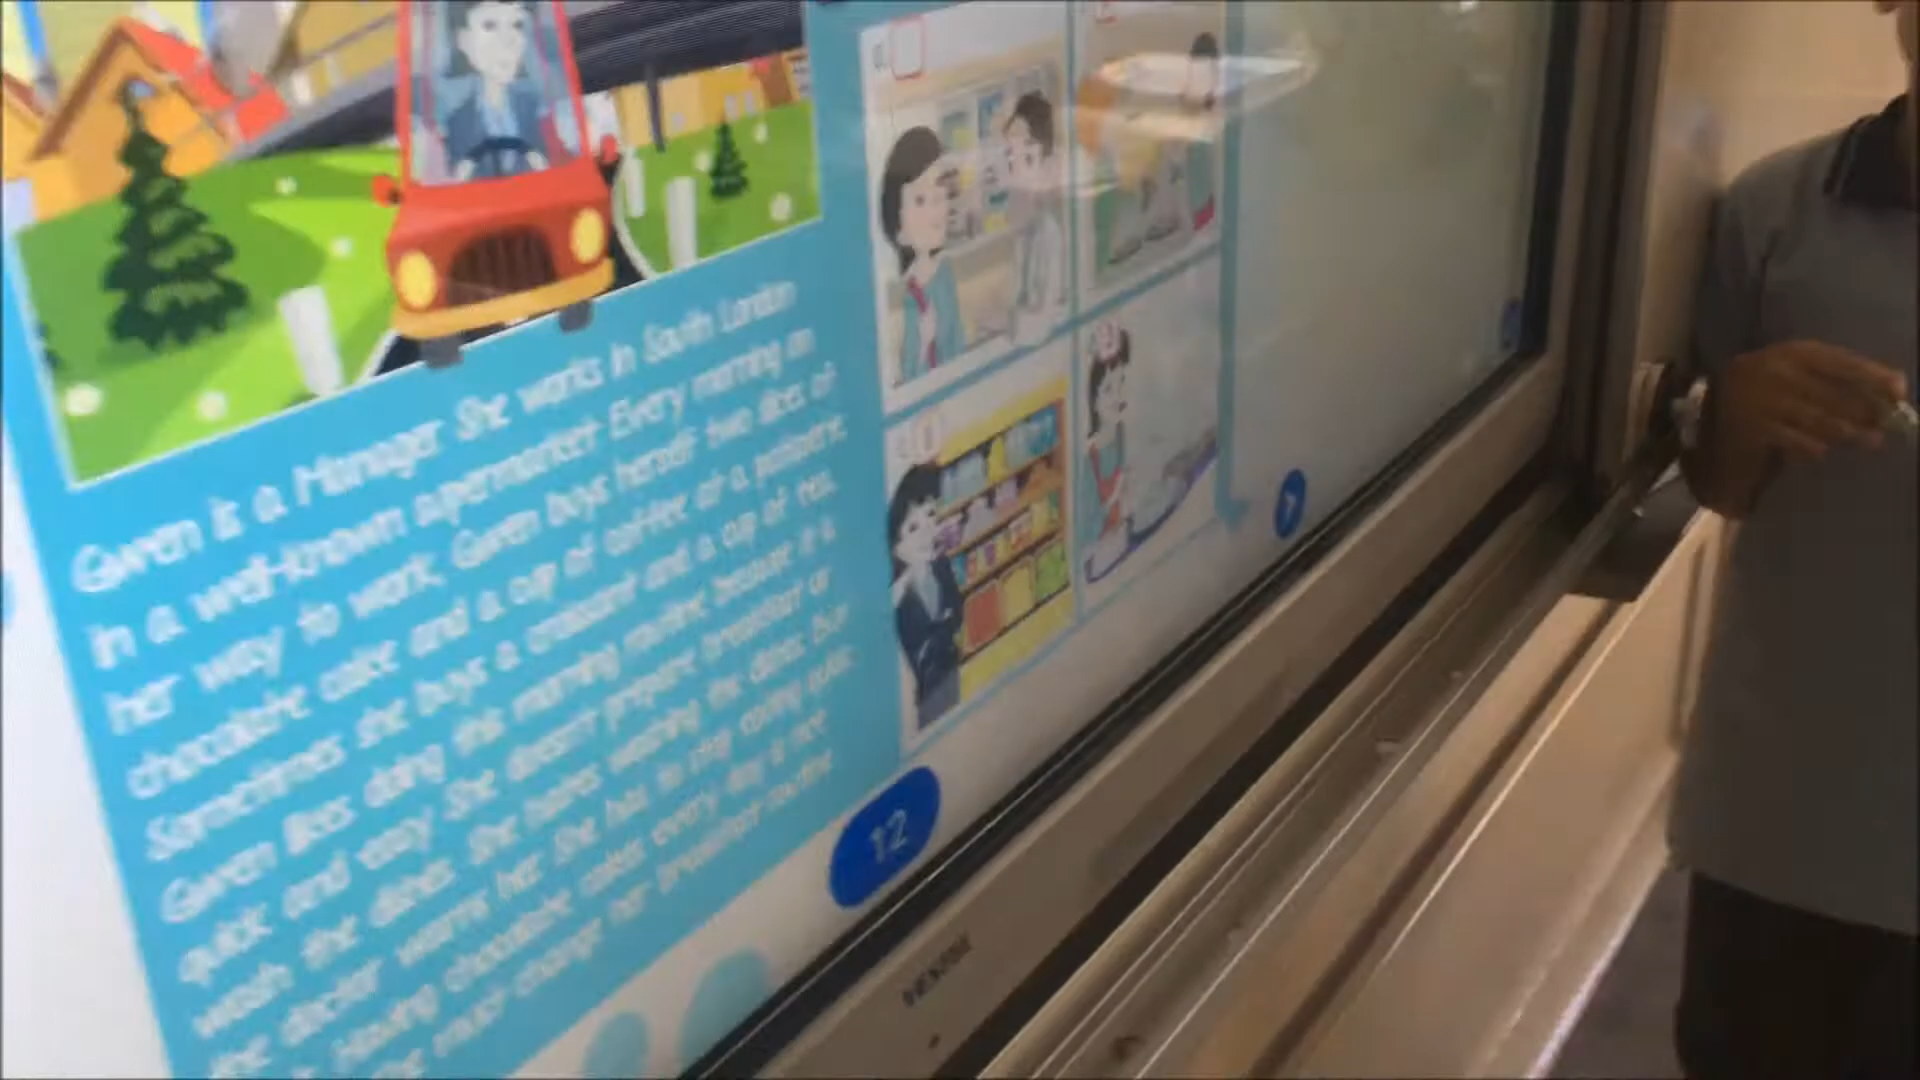 Gwen is a Manager. She works in South London
in a well-known supermarket. Every morning on
her way to work, Gwen buys herself two slices of
chocolate cake and a cup of coffee at a
Sometimes she buys a croissant and a cup of tea.
Gwen likes doing this morning routine because it is
quick and easy. She doesn't prepare breakfast or
wash the dishes. She hates washing the dishes. But
the doctor warns her. She has to stop eating
Having chocolate cakes every day is not
must change her breakfast routine
12
7